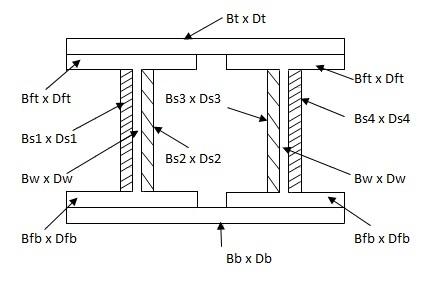 Bt x Dt
Bft x Dft
Bft x Dft
Bs3 x Ds3
Bs4 x Ds4
Bs1 x Ds1
Bs2 x Ds2
Bw x Dw
Bw x Dw
Bfb x Dfb
Bfb x Dfb
Bb x Db